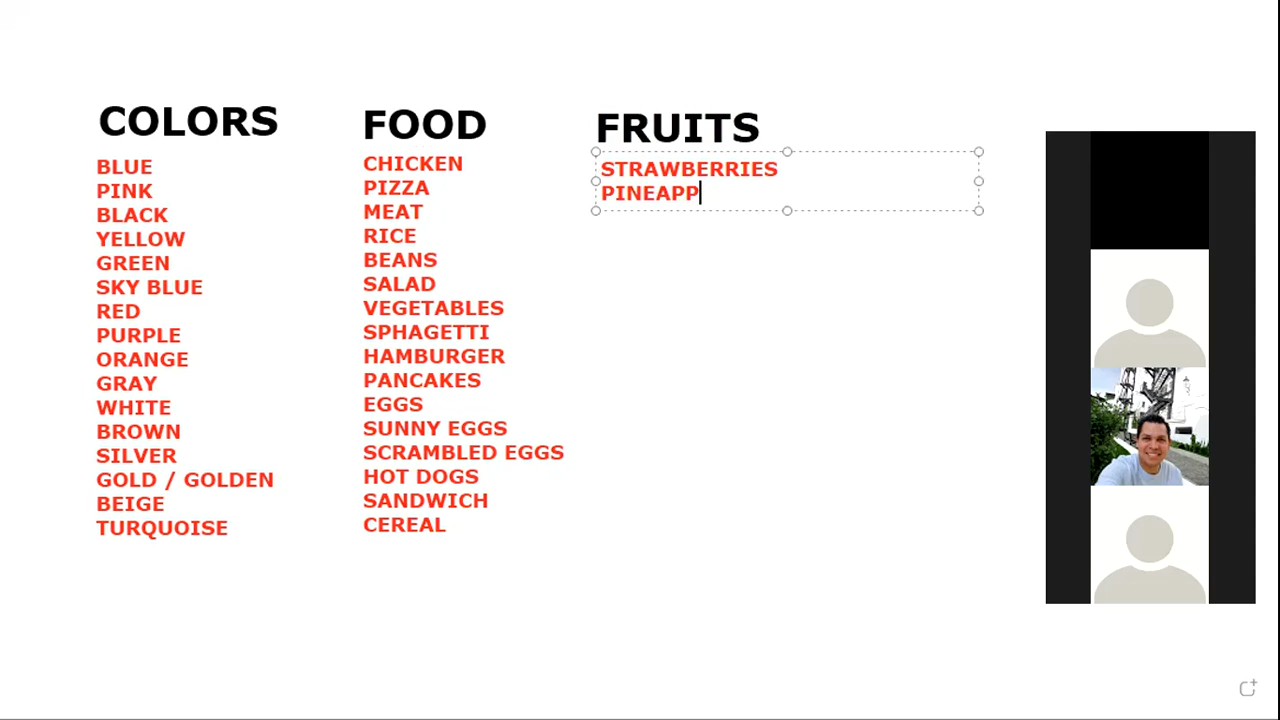 COLORS
BLUE
PINK
BLACK
YELLOW
GREEN
SKY BLUE
RED
PURPLE
ORANGE
GRAY
WHITE
BROWN
SILVER
GOLD / GOLDEN
BEIGE
TURQUOISE
FOOD
CHICKEN
PIZZA
MEAT
RICE
BEANS
SALAD
VEGETABLES
SPHAGETTI
HAMBURGER
PANCAKES
EGGS
SUNNY EGGS
SCRAMBLED EGGS
HOT DOGS
SANDWICH
CEREAL
FRUITS
STRAWBERRIES
PINEAPP